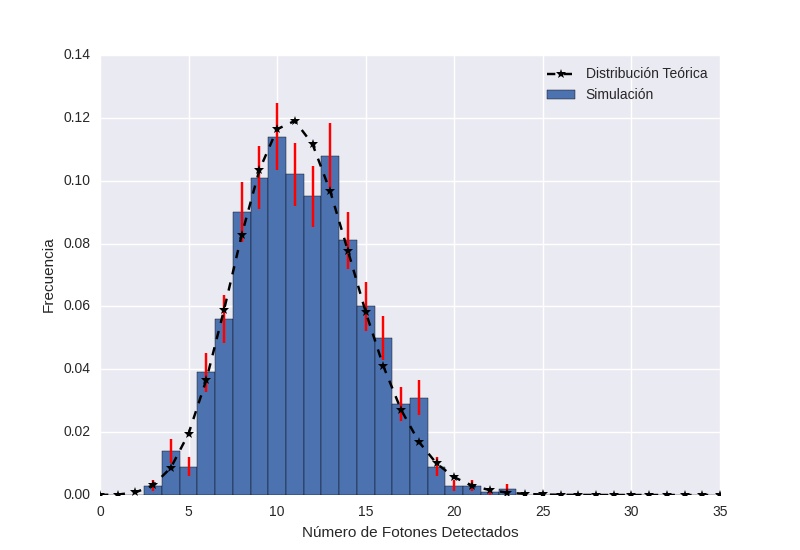 0.14
0.12
0.10
0.08
0.06
0.04
0.02
0.00
Frecuencia
Distribución Teórica
Simulación
0 5 10 15 20 25 30 35
Número de Fotones Detectados